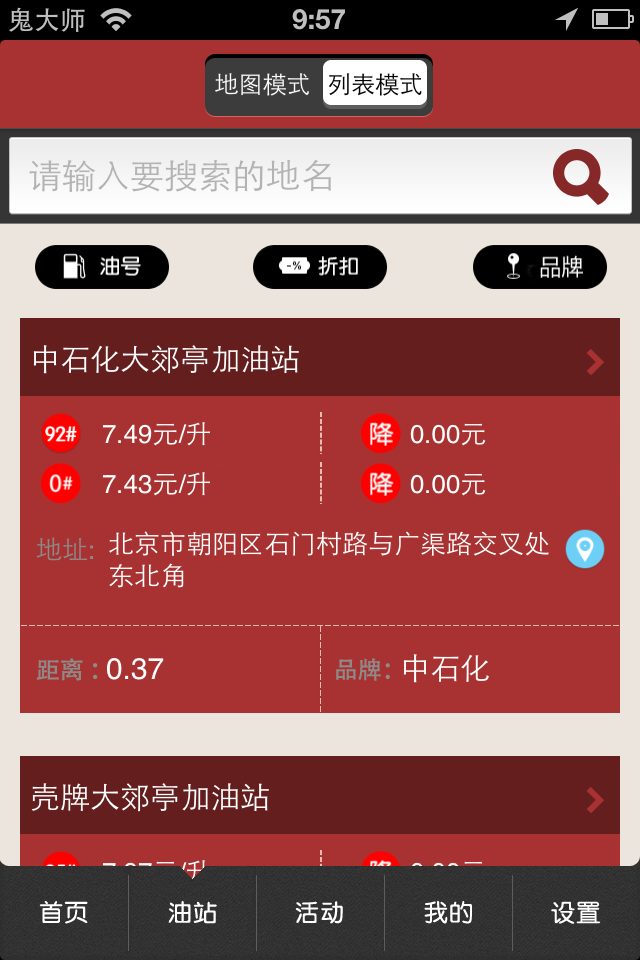 鬼大师 9:57
地图模式 列表模式
请输入要搜索的地名
油号 -% 折扣 品牌
中石化大郊亭加油站
92# 7.49元/升 降 0.00元
0# 7.43元/升 降 0.00元
地址: 北京市朝阳区石门村路与广渠路交叉处
东北角
距离：0.37 品牌: 中石化
壳牌大郊亭加油站
首页 油站 活动 我的 设置